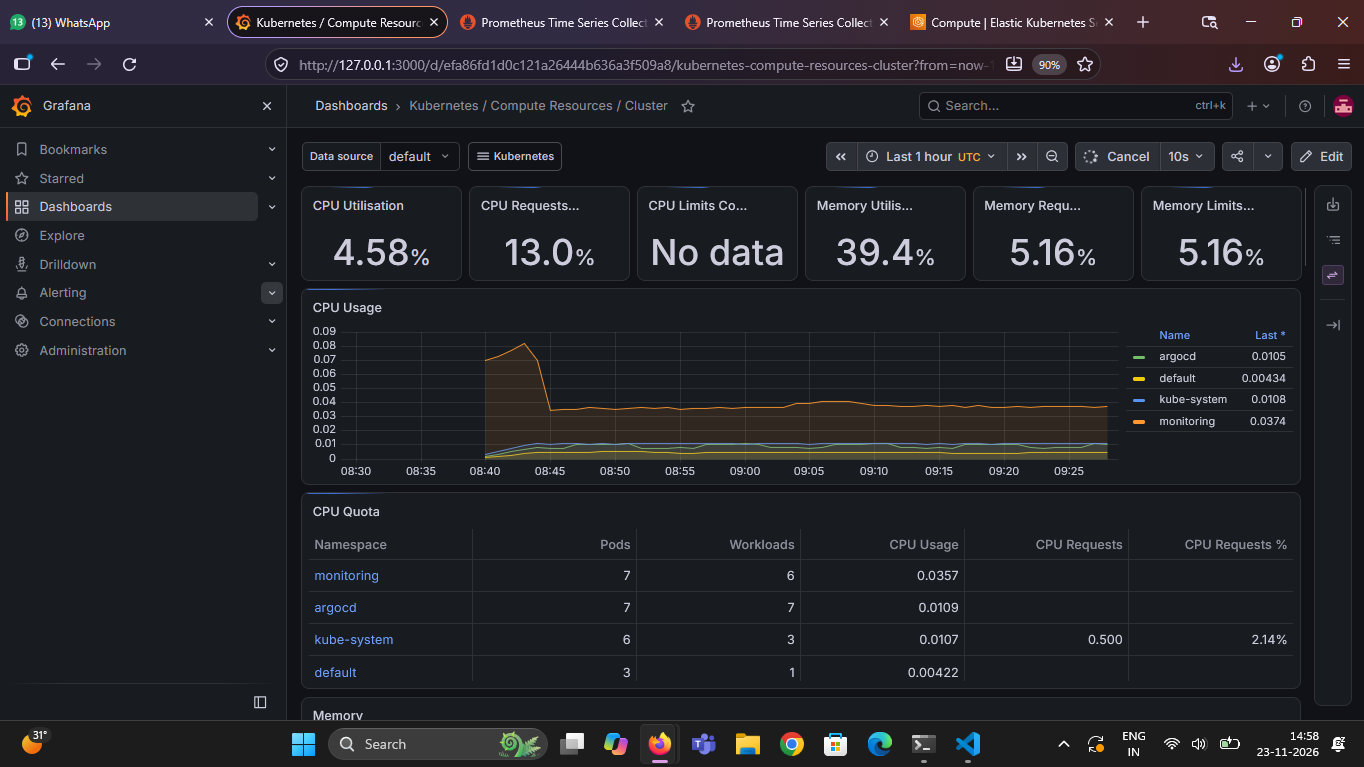 13 (13) WhatsApp
Kubernetes / Compute Resourc
Prometheus Time Series Collect
Prometheus Time Series Collect
Compute | Elastic Kubernetes S
http://127.0.0.1:3000/d/efa86fd1d0c121a26444b636a3f509a8/kubernetes-compute-resources-cluster?from=now-1
90%
Grafana
Dashboards › Kubernetes / Compute Resources / Cluster
Search...
ctrl+k
Bookmarks
Starred
Dashboards
Explore
Drilldown
Alerting
Connections
Administration
Data source default
Kubernetes
Last 1 hour UTC
Cancel
10s
Edit
CPU Utilisation
4.58%
CPU Requests...
13.0%
CPU Limits Co...
No data
Memory Utilis...
39.4%
Memory Requ...
5.16%
Memory Limits...
5.16%
CPU Usage
0.09
0.08
0.07
0.06
0.05
0.04
0.03
0.02
0.01
0
08:30 08:35 08:40 08:45 08:50 08:55 09:00 09:05 09:10 09:15 09:20 09:25
Name Last *
argocd 0.0105
default 0.00434
kube-system 0.0108
monitoring 0.0374
CPU Quota
Namespace Pods Workloads CPU Usage CPU Requests CPU Requests %
monitoring 7 6 0.0357
argocd 7 7 0.0109
kube-system 6 3 0.0107 0.500 2.14%
default 3 1 0.00422
Memory
31°
Search
ENG
IN
14:58
23-11-2026